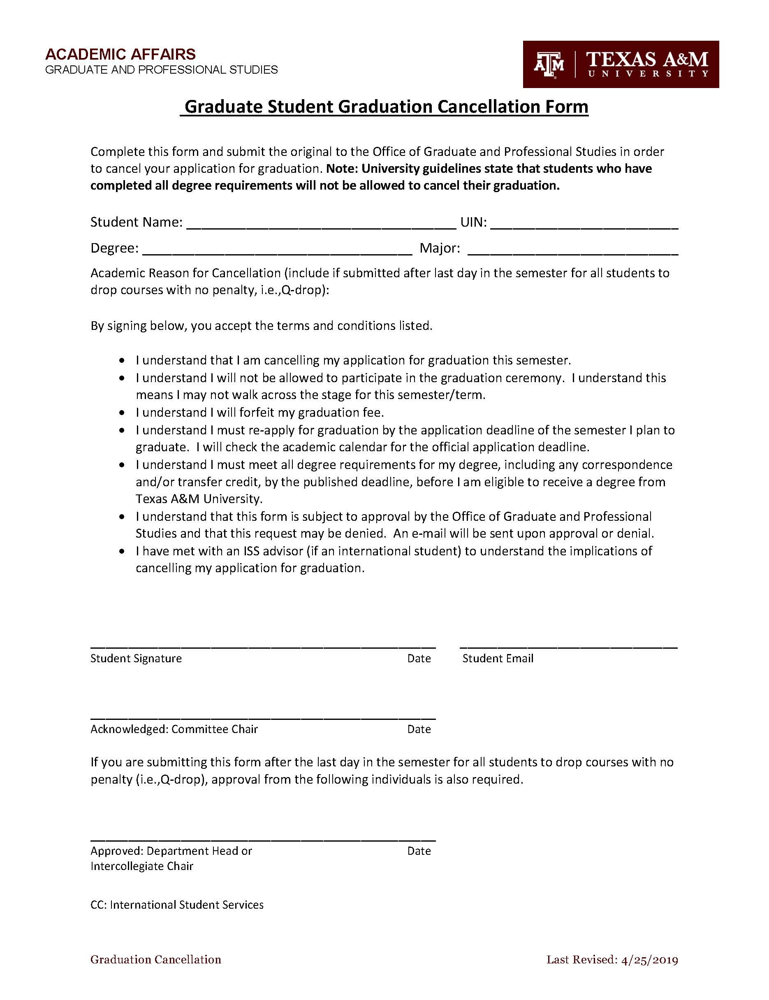 ACADEMIC AFFAIRS
GRADUATE AND PROFESSIONAL STUDIES
ATM | TEXAS A&M
UNIVERSITY
Graduate Student Graduation Cancellation Form
Complete this form and submit the original to the Office of Graduate and Professional Studies in order
to cancel your application for graduation. Note: University guidelines state that students who have
completed all degree requirements will not be allowed to cancel their graduation.
Student Name: ____________________________________ UIN: _________________________
Degree: ____________________________________ Major: ____________________________
Academic Reason for Cancellation (include if submitted after last day in the semester for all students to
drop courses with no penalty, i.e.,Q-drop):
By signing below, you accept the terms and conditions listed.
• I understand that I am cancelling my application for graduation this semester.
• I understand I will not be allowed to participate in the graduation ceremony. I understand this
means I may not walk across the stage for this semester/term.
• I understand I will forfeit my graduation fee.
• I understand I must re-apply for graduation by the application deadline of the semester I plan to
graduate. I will check the academic calendar for the official application deadline.
• I understand I must meet all degree requirements for my degree, including any correspondence
and/or transfer credit, by the published deadline, before I am eligible to receive a degree from
Texas A&M University.
• I understand that this form is subject to approval by the Office of Graduate and Professional
Studies and that this request may be denied. An e-mail will be sent upon approval or denial.
• I have met with an ISS advisor (if an international student) to understand the implications of
cancelling my application for graduation.
Student Signature Date Student Email
Acknowledged: Committee Chair Date
If you are submitting this form after the last day in the semester for all students to drop courses with no
penalty (i.e.,Q-drop), approval from the following individuals is also required.
Approved: Department Head or Date
Intercollegiate Chair
CC: International Student Services
Graduation Cancellation Last Revised: 4/25/2019